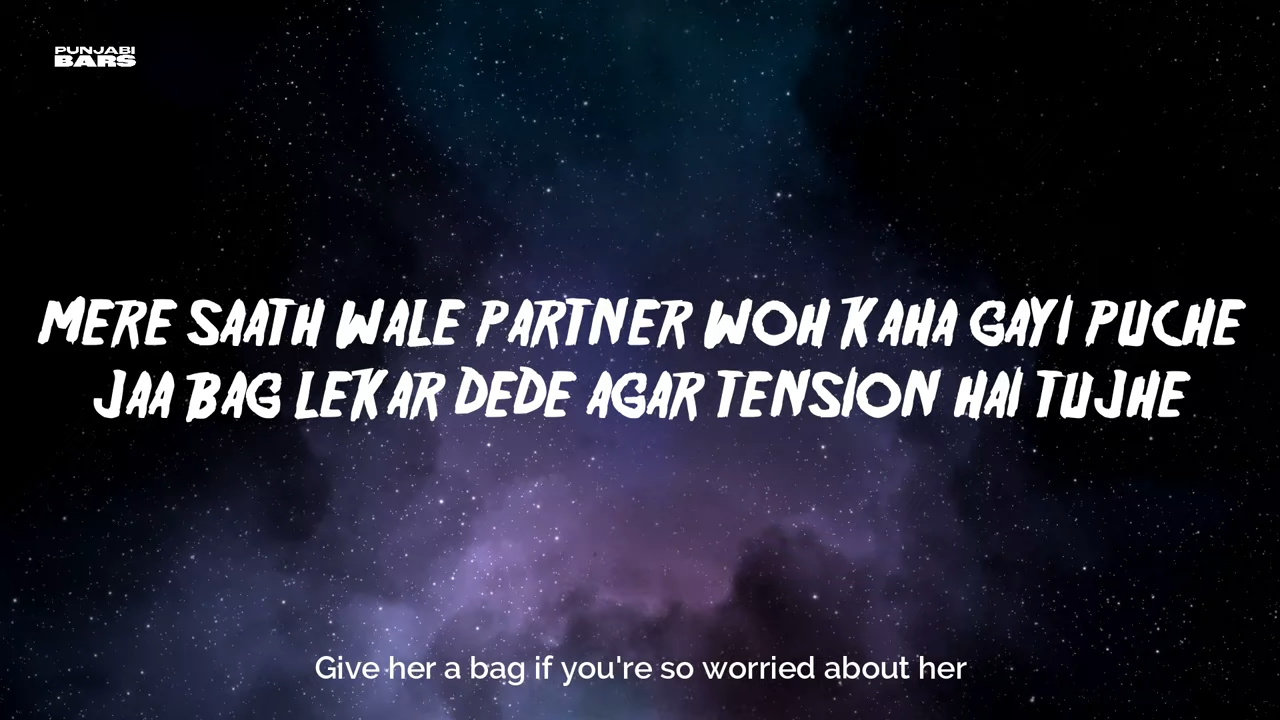 PUNJABI
BARS
MERE SAATH WALE PARTNER WOH KAHA GAYI PUCHE
JAA BAG LEKAR DEDE AGAR TENSION HAI TUJHE
Give her a bag if you're so worried about her